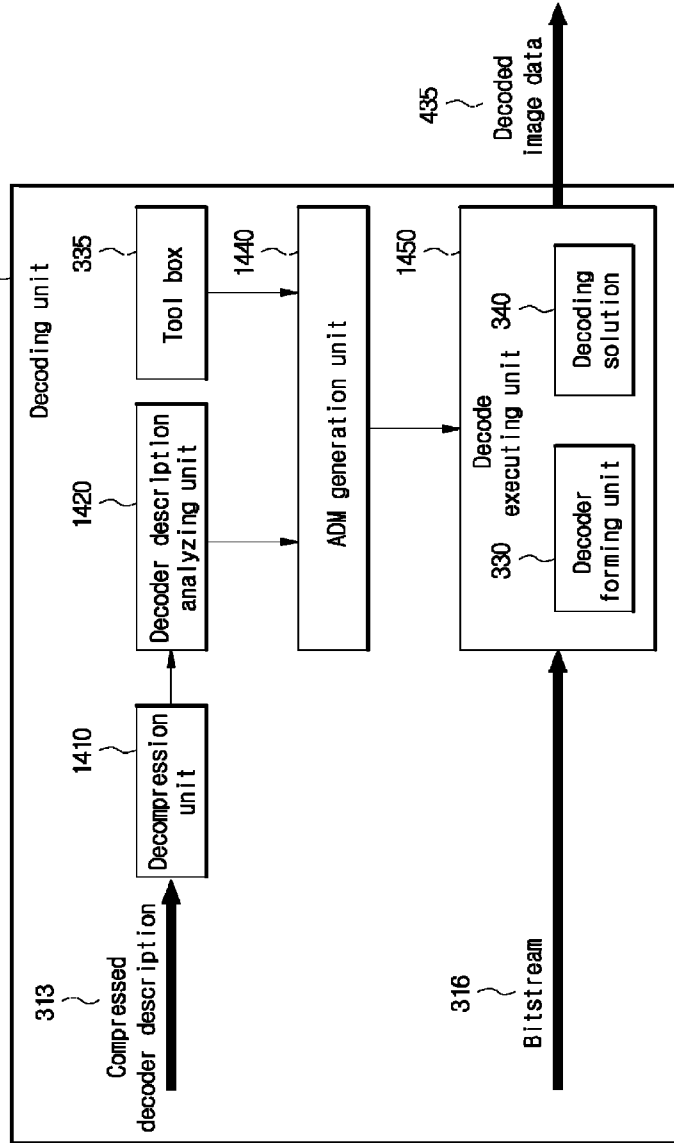 Decoding unit
313
Compressed
decoder description
1410
Decompression
unit
1420
Decoder description
analyzing unit
335
Tool box
1440
ADM generation unit
316
Bitstream
1450
Decode
executing unit
330
Decoder
forming unit
340
Decoding
solution
435
Decoded
image data